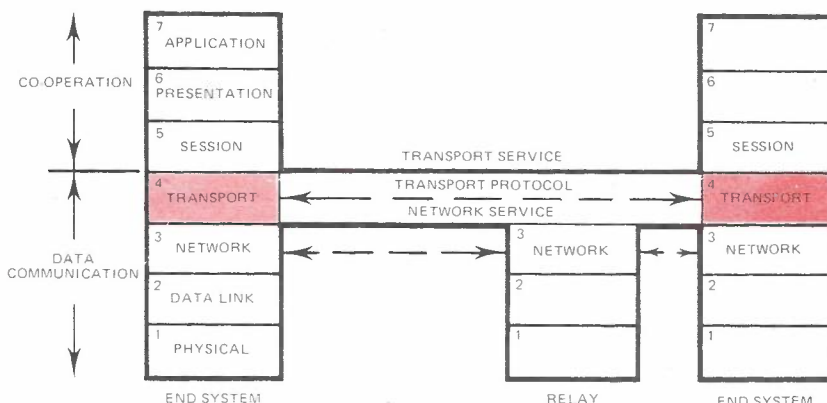 7 APPLICATION
CO-OPERATION
6 PRESENTATION
5 SESSION
4 TRANSPORT
3 NETWORK
DATA COMMUNICATION
2 DATA LINK
1 PHYSICAL
END SYSTEM
TRANSPORT SERVICE
TRANSPORT PROTOCOL
NETWORK SERVICE
3 NETWORK
2
1
RELAY
7
6
5 SESSION
4 TRANSPORT
3 NETWORK
2
1
END SYSTEM